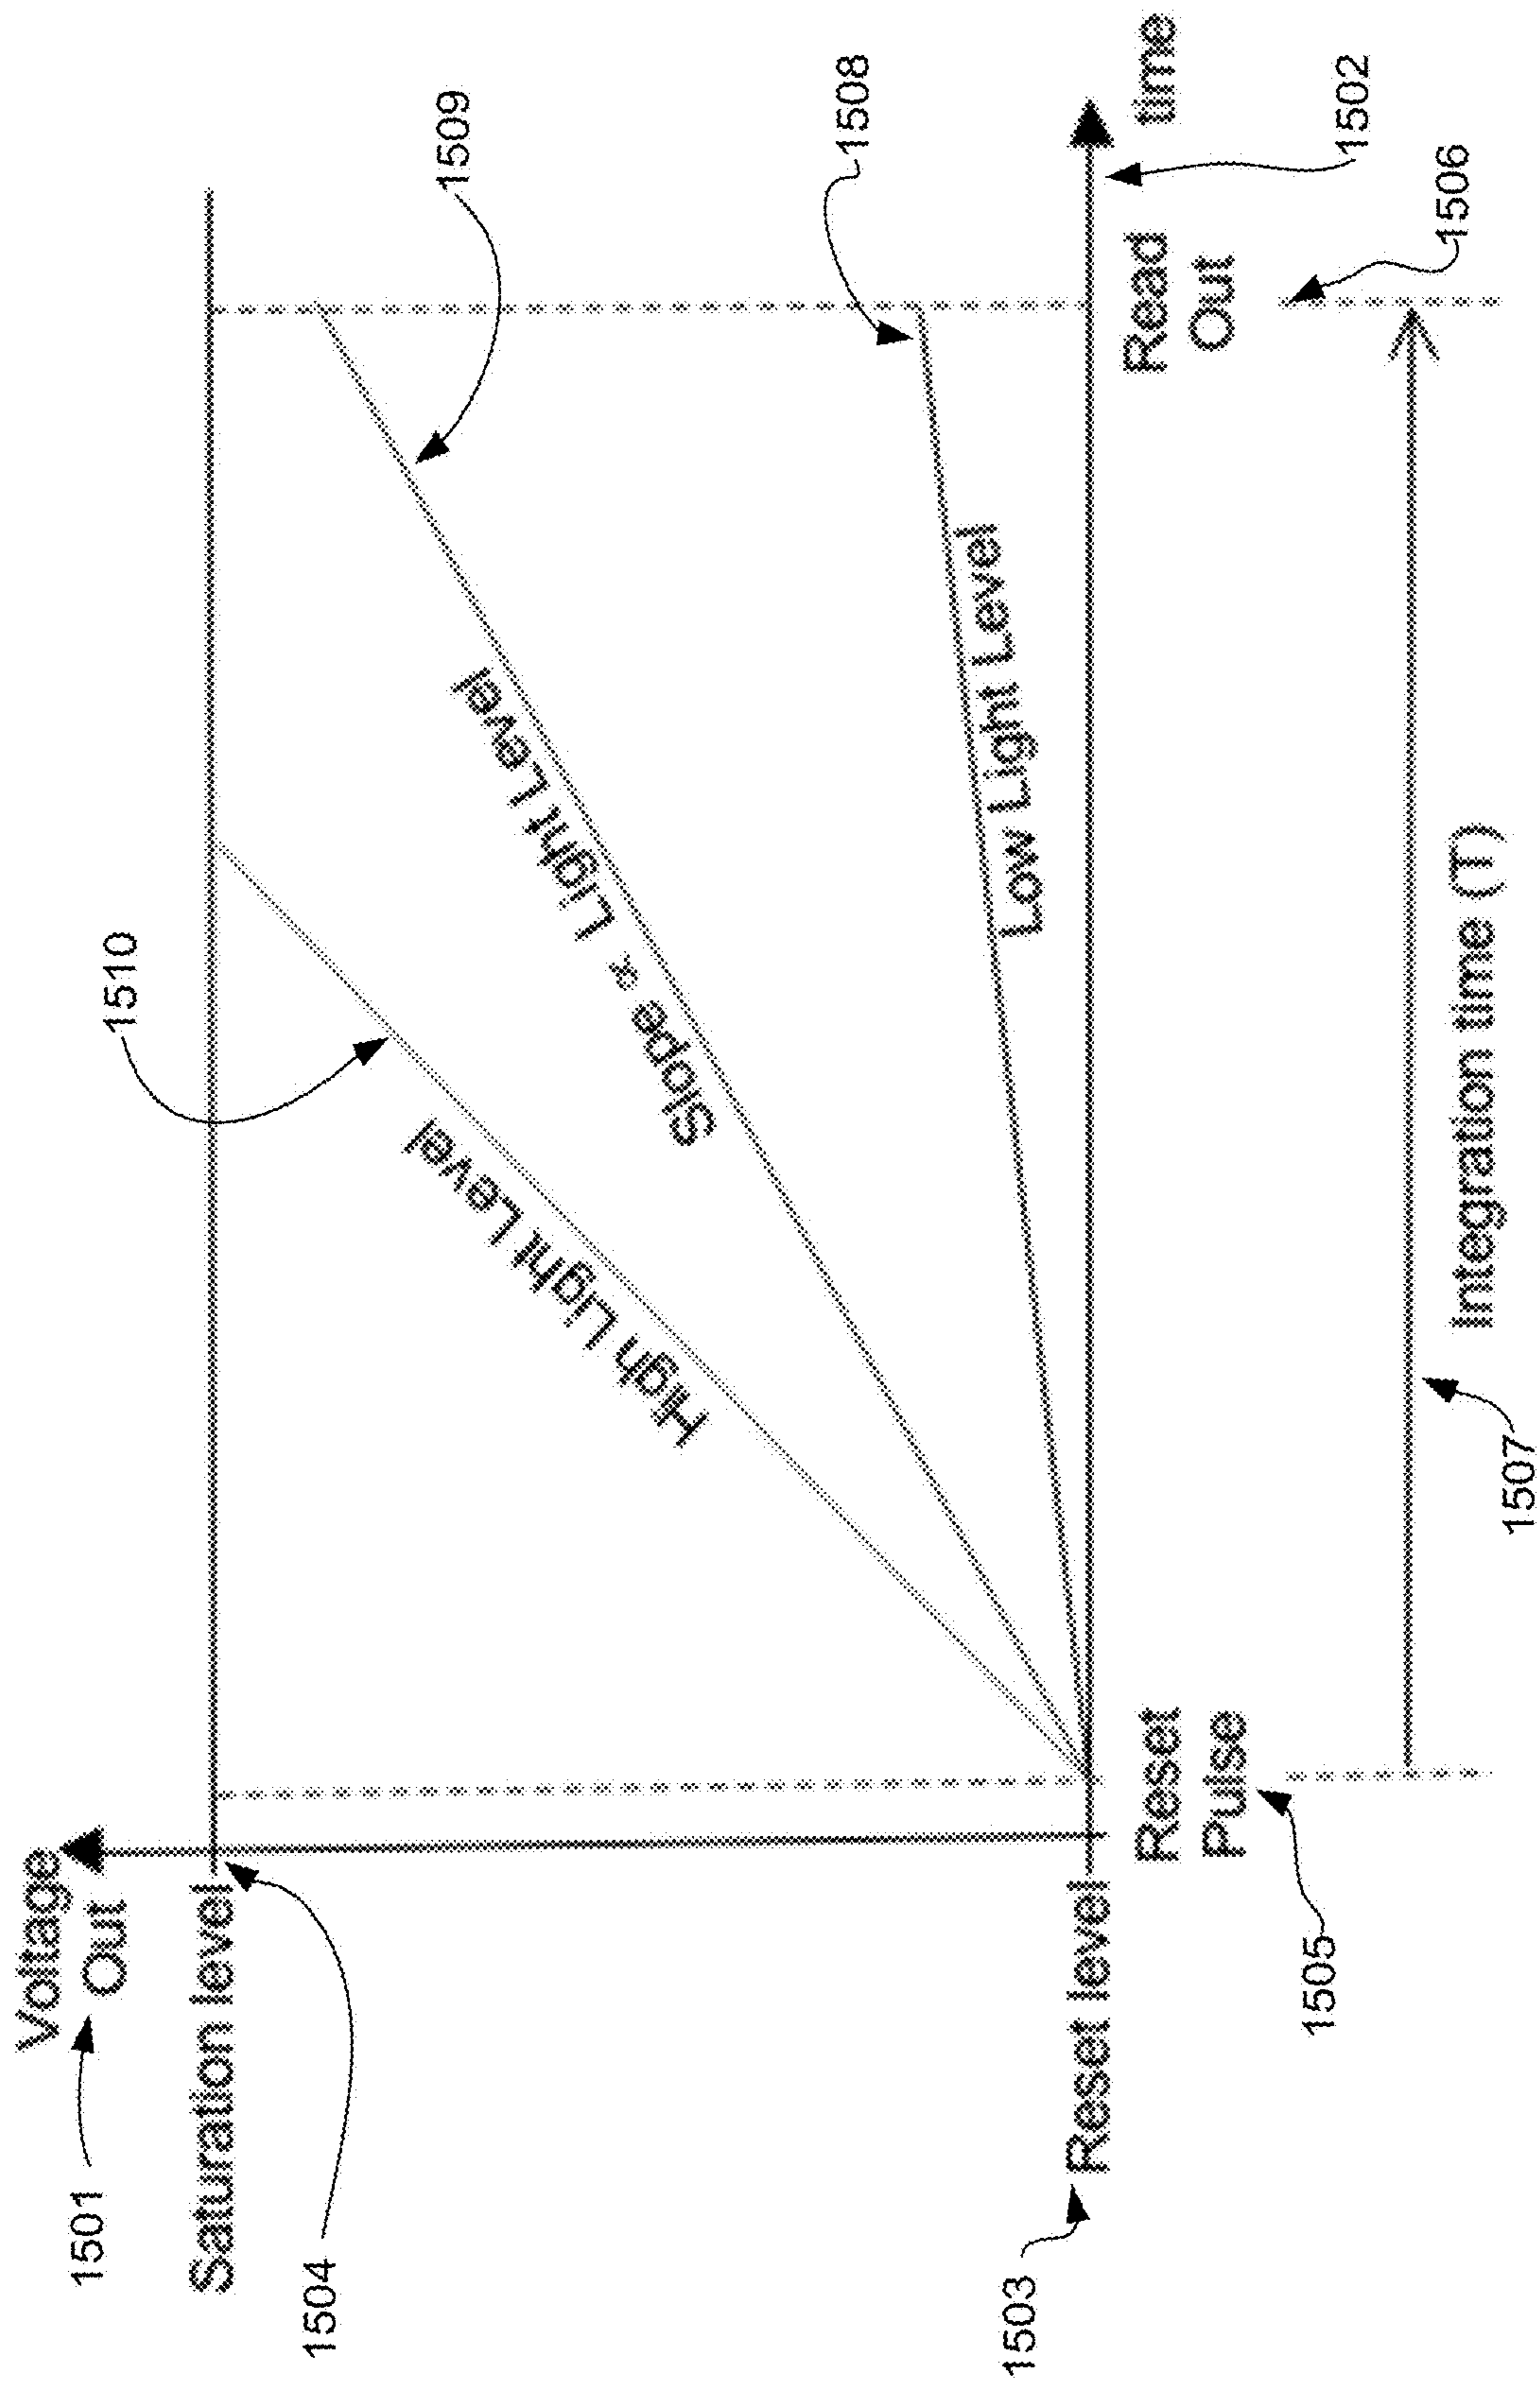 Voltage
Out
1501
Saturation level
1504
1510
1509
High Light Level
Slope ∝ Light Level
Low Light Level
1508
Reset level
1503
time
1502
Reset
Pulse
1505
Read
Out
1506
Integration time (T)
1507